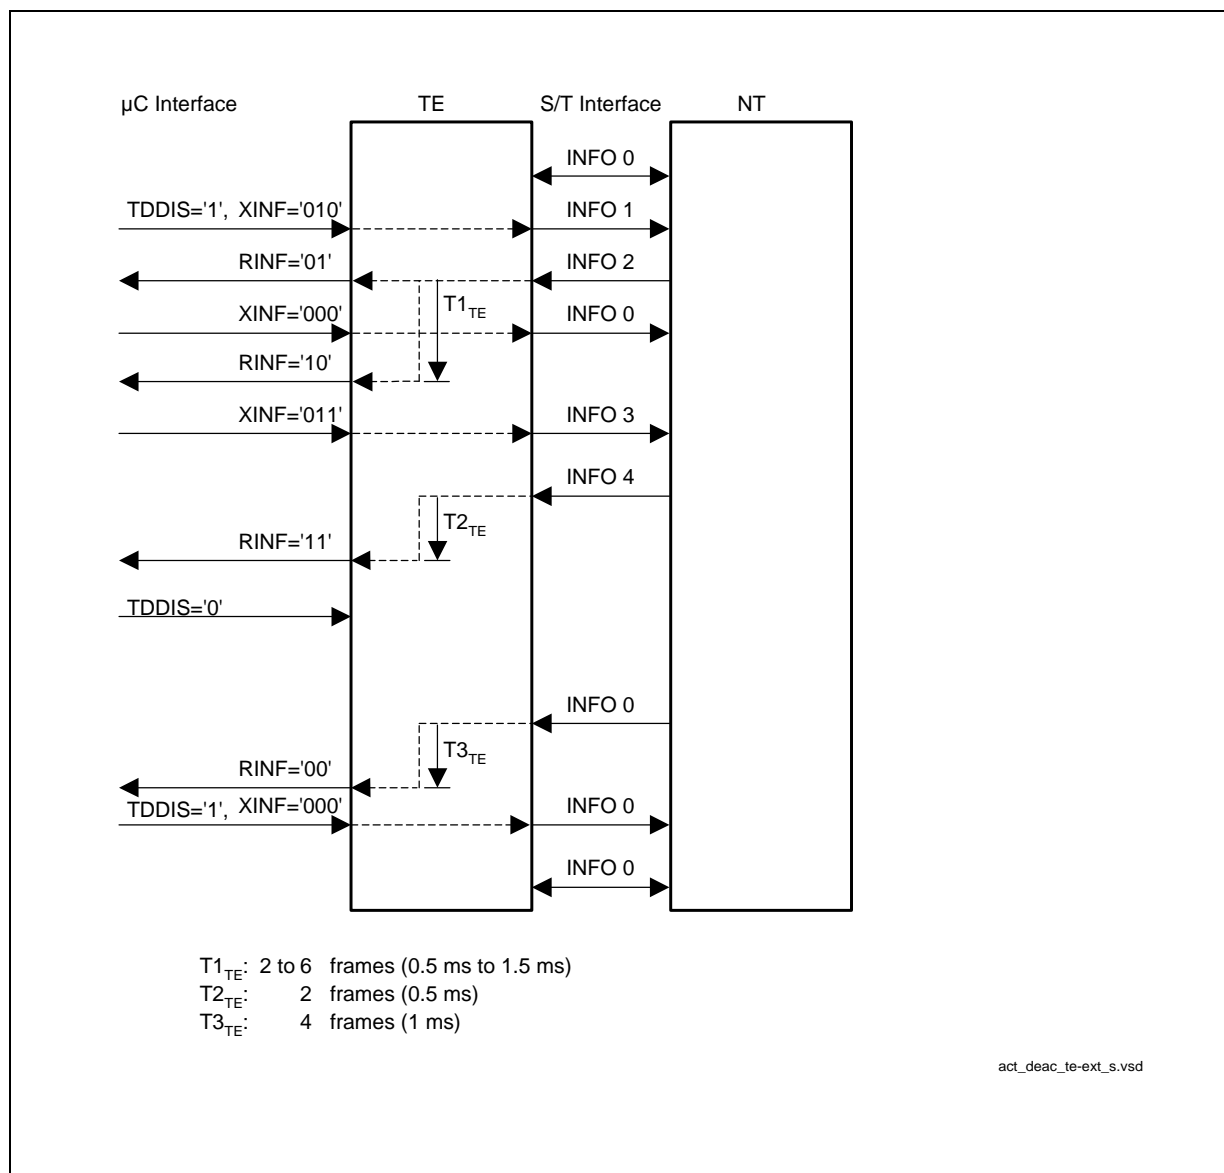 µC Interface TE S/T Interface NT
INFO 0
TDDIS='1', XINF='010' INFO 1
RINF='01' INFO 2
T1TE
XINF='000' INFO 0
RINF='10'
XINF='011' INFO 3
INFO 4
T2TE
RINF='11'
TDDIS='0'
INFO 0
T3TE
RINF='00'
TDDIS='1', XINF='000' INFO 0
INFO 0
T1TE: 2 to 6 frames (0.5 ms to 1.5 ms)
T2TE: 2 frames (0.5 ms)
T3TE: 4 frames (1 ms)
act_deac_te-ext_s.vsd